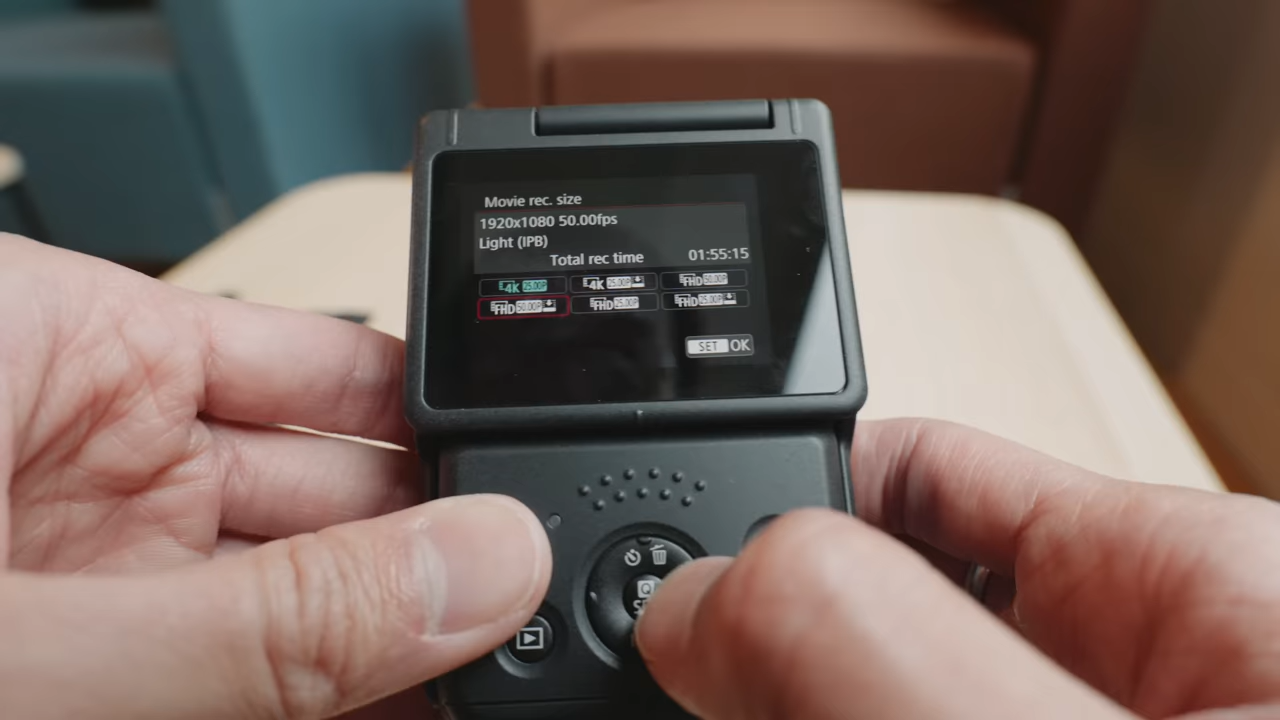 Movie rec. size
1920x1080 50.00fps
Light (IPB)
Total rec time 01:55:15
4K 25.00P 4K 25.00P FHD 50.00P
FHD 50.00P FHD 25.00P FHD 25.00P
SET OK
Q